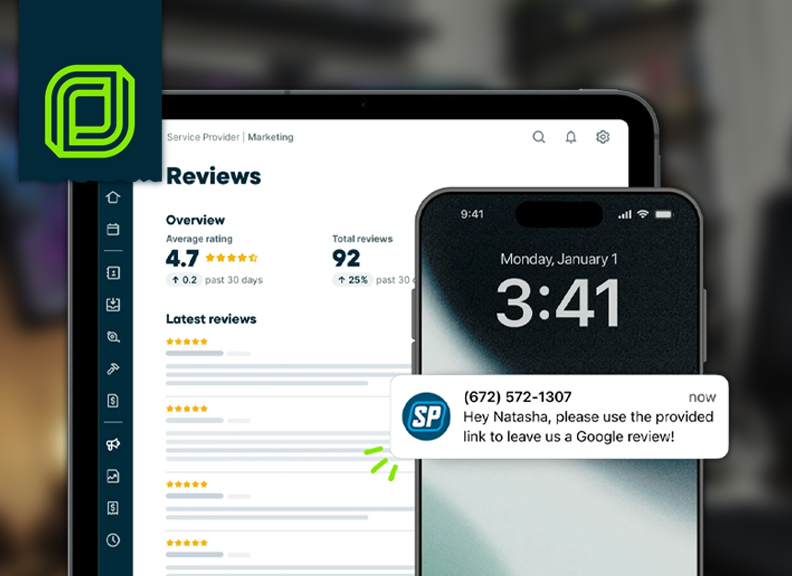 Service Provider | Marketing
Reviews
Overview
Average rating
Total reviews
4.7
92
↑ 0.2 past 30 days
↑ 25% past 30
Latest reviews
9:41
Monday, January 1
3:41
SP
(672) 572-1307 now
Hey Natasha, please use the provided
link to leave us a Google review!